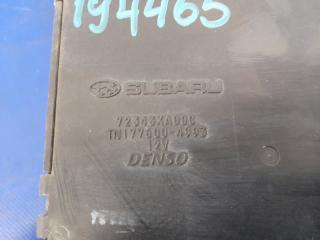 194465
SUBARU
72343XA00C
TN177600-4993
12V
DENSO